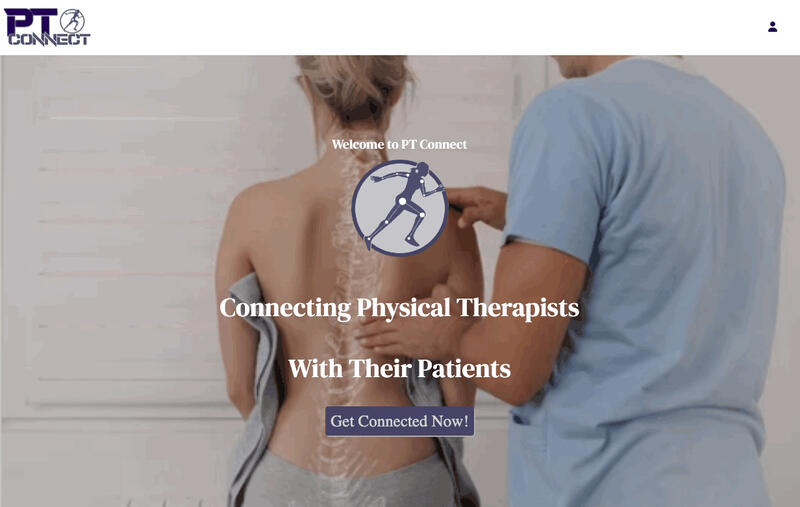 PT
CONNECT
Welcome to PT Connect
Connecting Physical Therapists
With Their Patients
Get Connected Now!